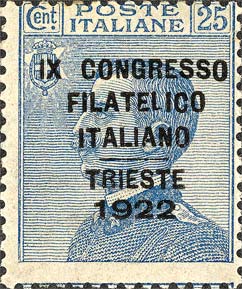 POSTE
Cent. ITALIANE 25
IX CONGRESSO
FILATELICO
ITALIANO
TRIESTE
1922